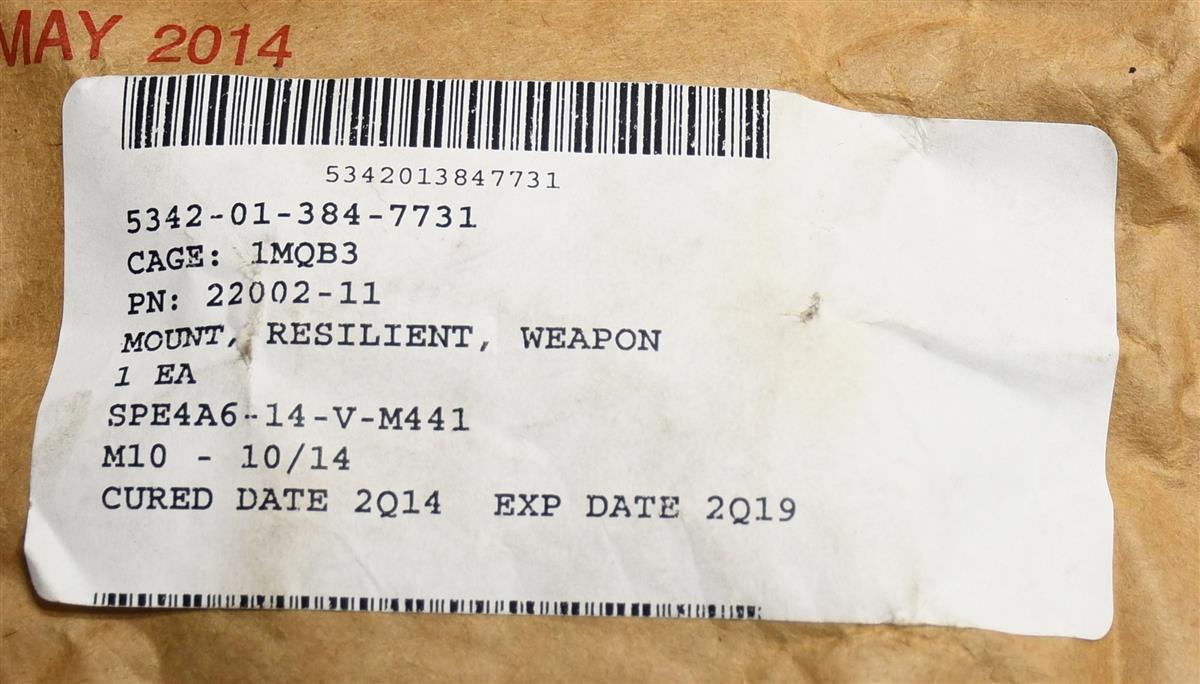 MAY 2014
5342013847731
5342-01-384-7731
CAGE: 1MQB3
PN: 22002-11
MOUNT, RESILIENT, WEAPON
1 EA
SPE4A6-14-V-M441
M10 - 10/14
CURED DATE 2Q14 EXP DATE 2Q19